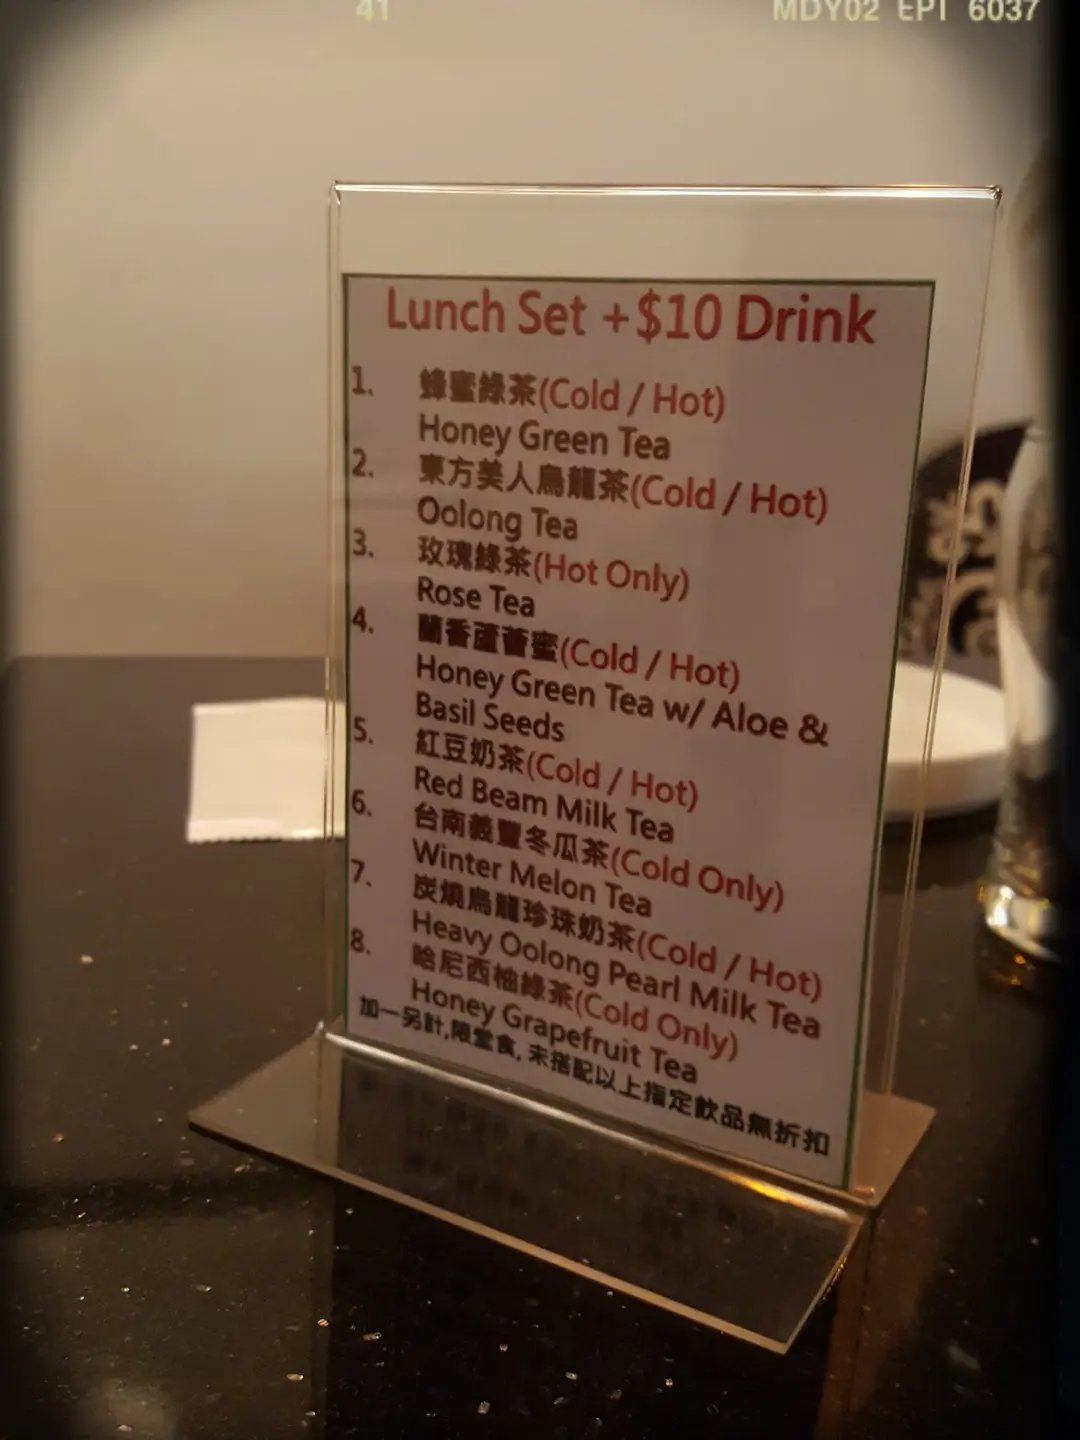 41
MDY02 EPT 6037
Lunch Set +$10 Drink
1. 蜂蜜綠茶(Cold / Hot)
Honey Green Tea
2. 東方美人烏龍茶(Cold / Hot)
Oolong Tea
3. 玫瑰綠茶(Hot Only)
Rose Tea
4. 蘭香蘆薈蜜(Cold / Hot)
Honey Green Tea w/ Aloe &
Basil Seeds
5. 紅豆奶茶(Cold / Hot)
Red Beam Milk Tea
6. 台南義豐冬瓜茶(Cold Only)
Winter Melon Tea
7. 炭燒烏龍珍珠奶茶(Cold / Hot)
Heavy Oolong Pearl Milk Tea
8. 哈尼西柚綠茶(Cold Only)
Honey Grapefruit Tea
加一另計,限堂食, 未搭配以上指定飲品無折扣